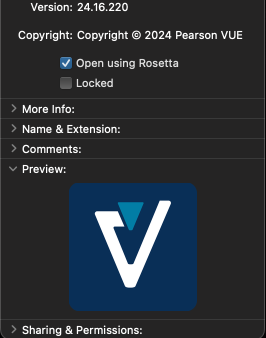 Version: 24.16.220
Copyright: Copyright © 2024 Pearson VUE
Open using Rosetta
Locked
More Info:
Name & Extension:
Comments:
Preview:
Sharing & Permissions: